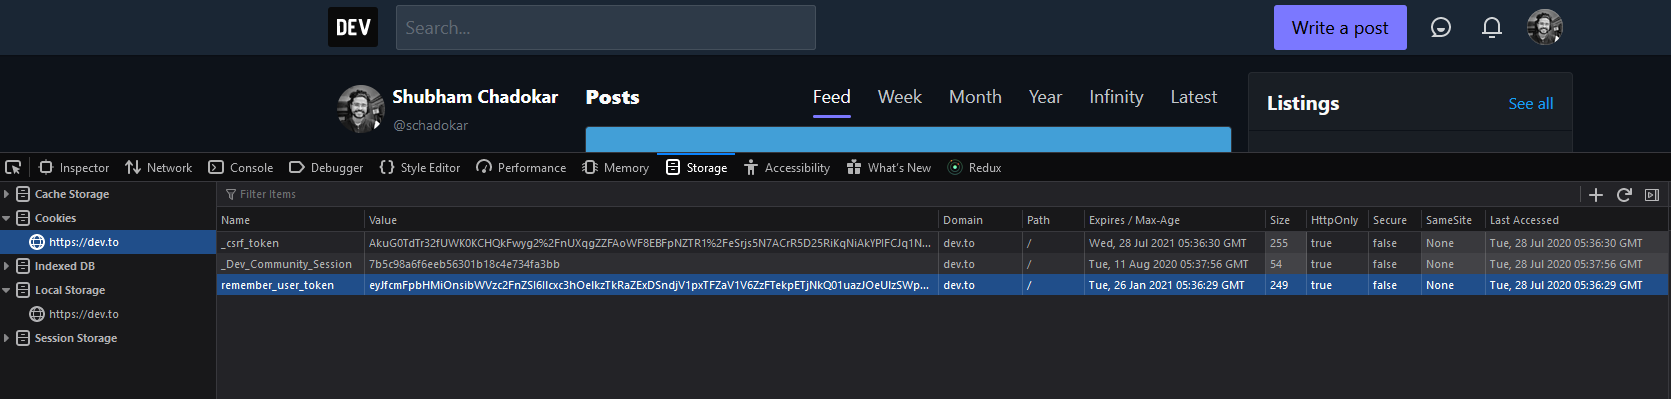 DEV Search... Write a post
Shubham Chadokar Posts Feed Week Month Year Infinity Latest Listings See all
@schadokar
Inspector Network Console Debugger {} Style Editor Performance Memory Storage Accessibility What's New Redux
Cache Storage Filter Items
Cookies Name Value Domain Path Expires / Max-Age Size HttpOnly Secure SameSite Last Accessed
https://dev.to _csrf_token dev.to / Wed, 28 Jul 2021 05:36:30 GMT 255 true false None Tue, 28 Jul 2020 05:36:30 GMT
Indexed DB _Dev_Community_Session 7b5c98a6f6eeb56301b18c4e734fa3bb dev.to / Tue, 11 Aug 2020 05:37:56 GMT 54 true false None Tue, 28 Jul 2020 05:37:56 GMT
Local Storage remember_user_token dev.to / Tue, 26 Jan 2021 05:36:29 GMT 249 true false None Tue, 28 Jul 2020 05:36:29 GMT
https://dev.to
Session Storage